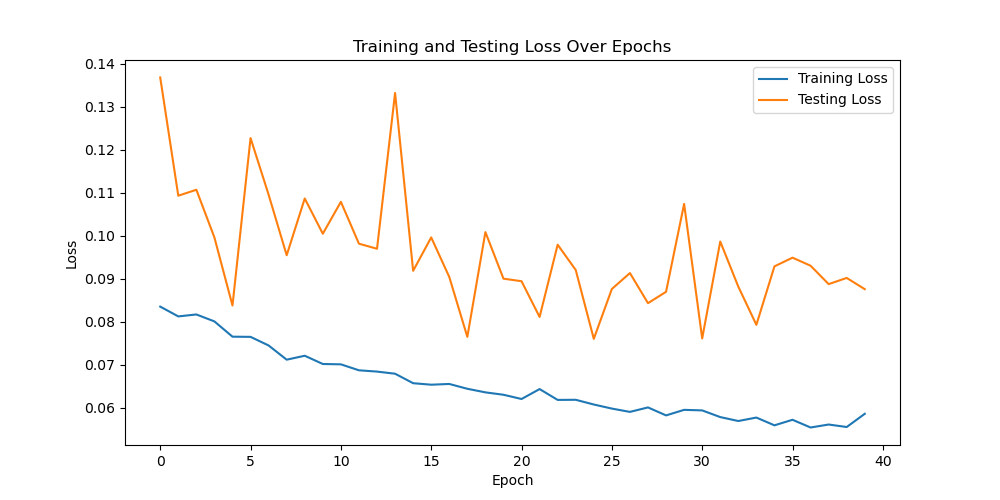 Training and Testing Loss Over Epochs
0.14
0.13
0.12
0.11
0.10
0.09
0.08
0.07
0.06
Loss
Training Loss
Testing Loss
0 5 10 15 20 25 30 35 40
Epoch